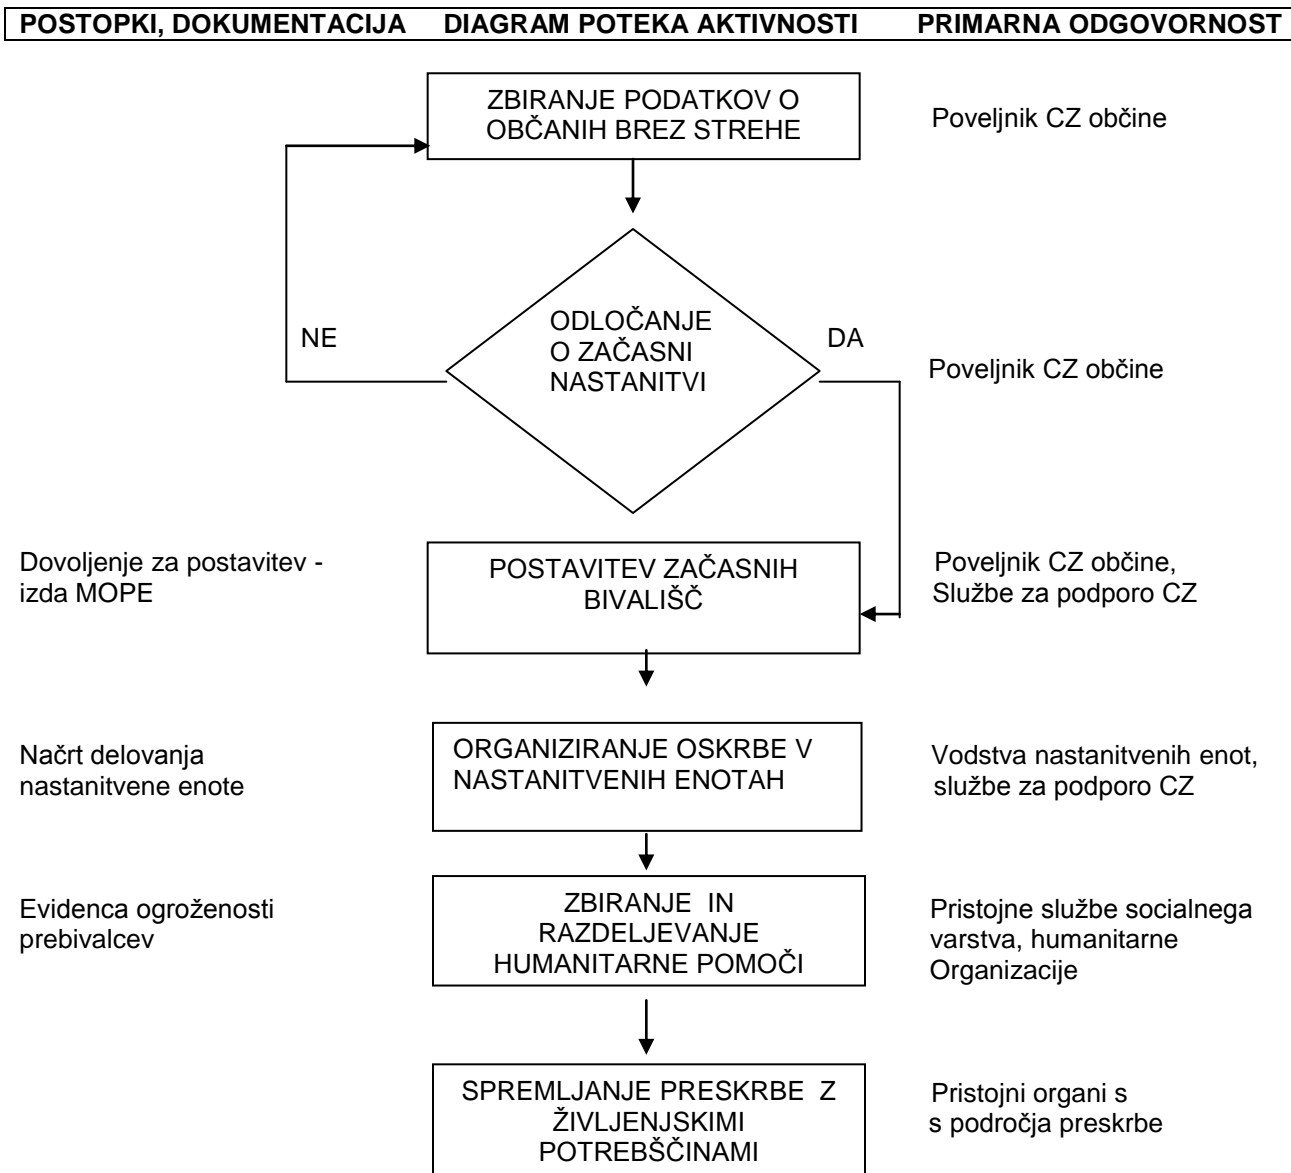 POSTOPKI, DOKUMENTACIJA DIAGRAM POTEKA AKTIVNOSTI PRIMARNA ODGOVORNOST
ZBIRANJE PODATKOV O
OBČANIH BREZ STREHE
Poveljnik CZ občine
NE
ODLOČANJE
O ZAČASNI
NASTANITVI
DA
Poveljnik CZ občine
Dovoljenje za postavitev -
izda MOPE
POSTAVITEV ZAČASNIH
BIVALIŠČ
Poveljnik CZ občine,
Službe za podporo CZ
Načrt delovanja
nastanitvene enote
ORGANIZIRANJE OSKRBE V
NASTANITVENIH ENOTAH
Vodstva nastanitvenih enot,
službe za podporo CZ
Evidenca ogroženosti
prebivalcev
ZBIRANJE IN
RAZDELJEVANJE
HUMANITARNE POMOČI
Pristojne službe socialnega
varstva, humanitarne
Organizacije
SPREMLJANJE PRESKRBE Z
ŽIVLJENJSKIMI
POTREBŠČINAMI
Pristojni organi s
s področja preskrbe